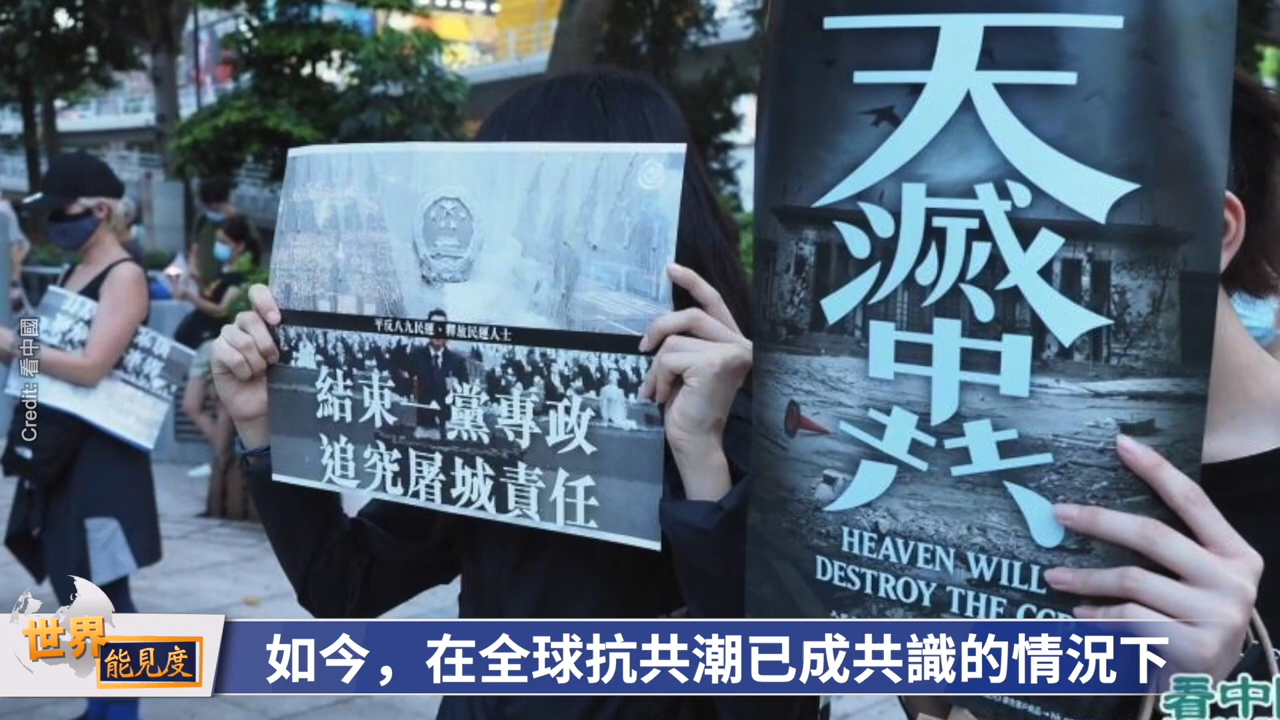 天滅中共
HEAVEN WILL
DESTROY THE CCP
平反八九民運、釋放民運人士
結束一黨專政
追究屠城責任
Credit: 看中國
世界
能見度
如今，在全球抗共潮已成共識的情況下
看中